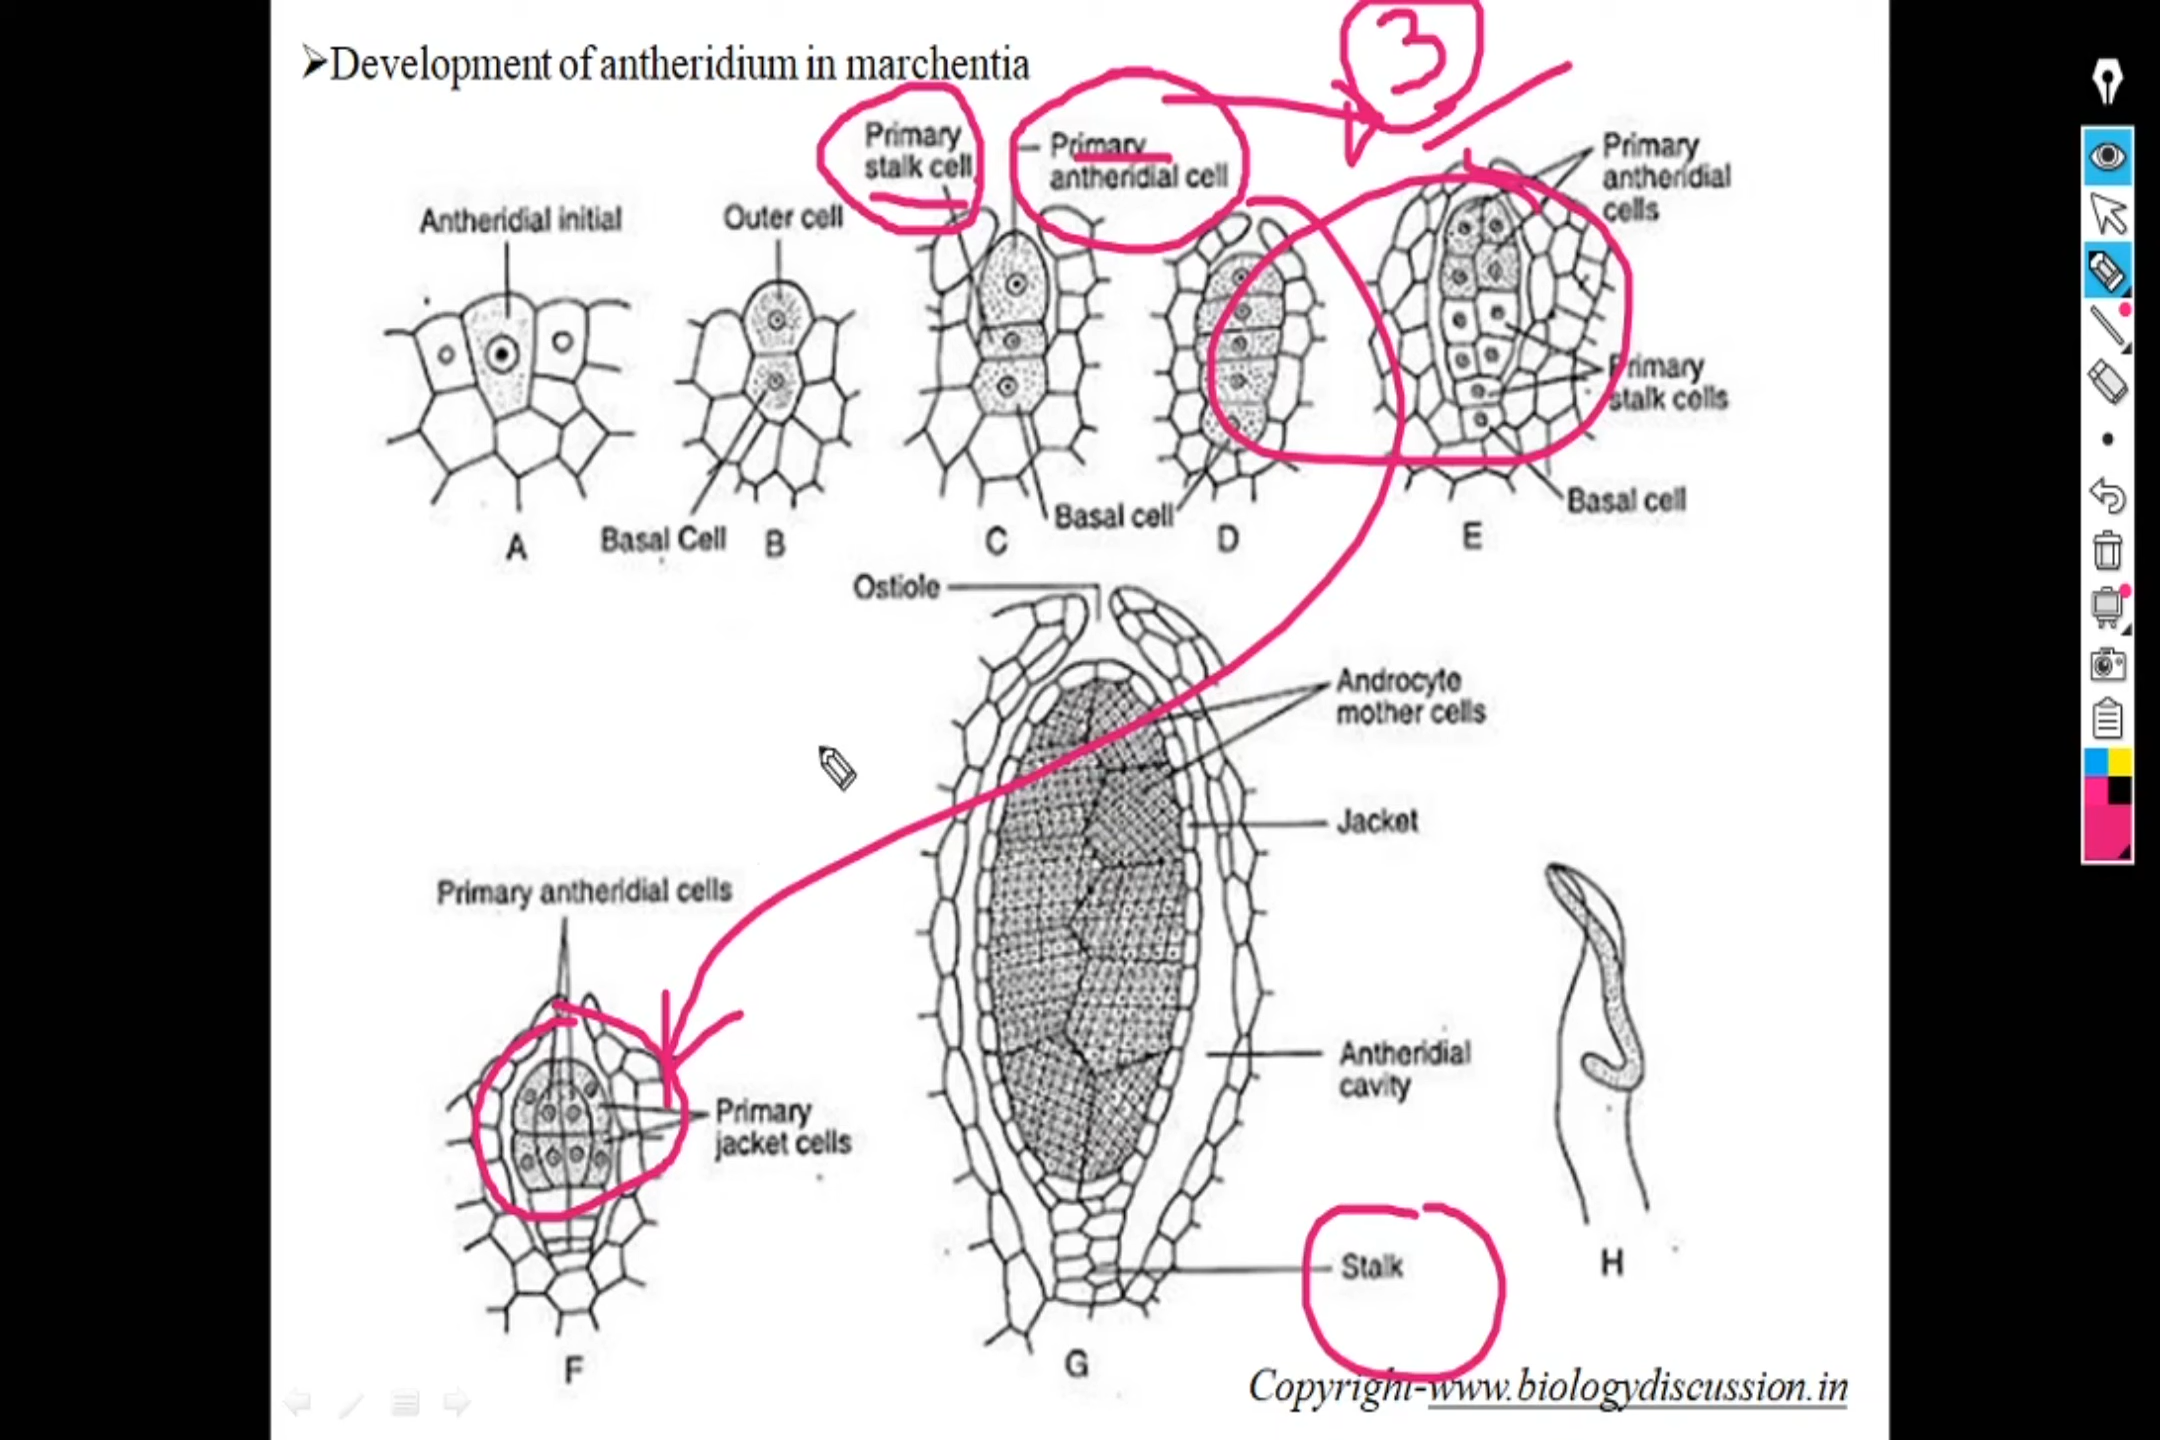 ➢Development of antheridium in marchentia
3
Primary
stalk cell
Primary
antheridial cell
Primary
antheridial
cells
Antheridial initial
Outer cell
Primary
stalk cells
Basal cell
Basal cell
Basal Cell
A
B
C
D
E
Ostiole
Androcyte
mother cells
Jacket
Primary antheridial cells
Antheridial
cavity
Primary
jacket cells
Stalk
H
G
F
Copyright-www.biologydiscussion.in